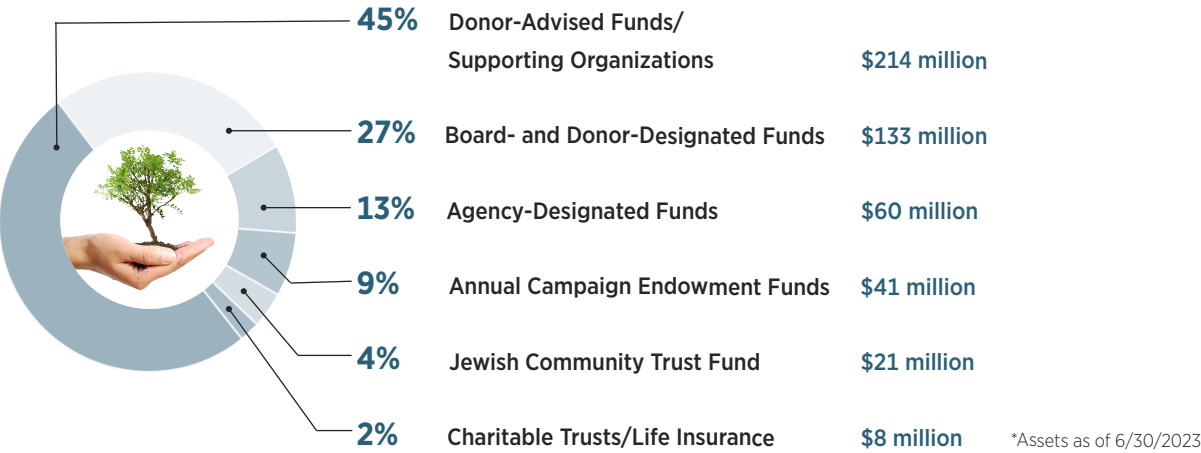 45% Donor-Advised Funds/
Supporting Organizations $214 million
27% Board- and Donor-Designated Funds $133 million
13% Agency-Designated Funds $60 million
9% Annual Campaign Endowment Funds $41 million
4% Jewish Community Trust Fund $21 million
2% Charitable Trusts/Life Insurance $8 million *Assets as of 6/30/2023